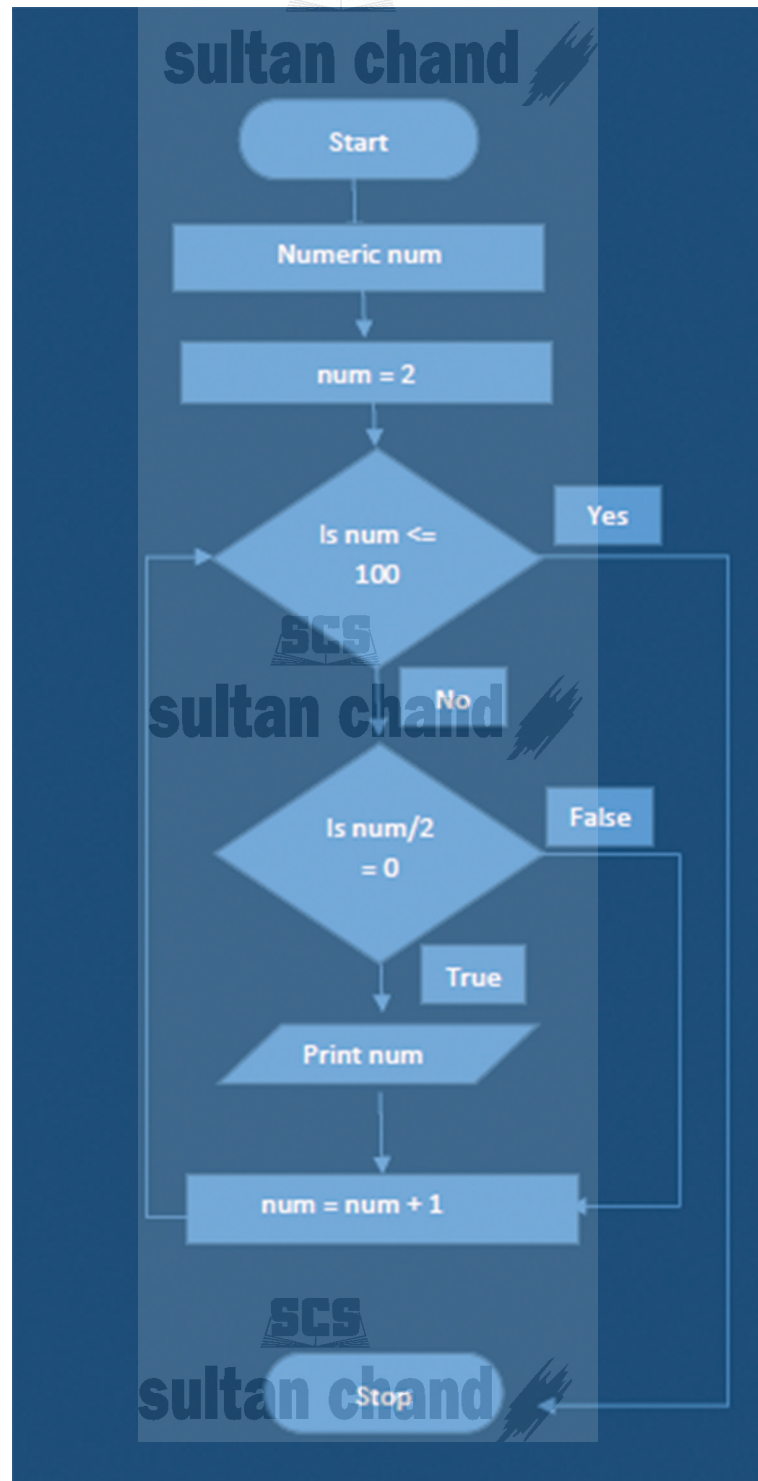 sultan chand
Start
Numeric num
num = 2
Is num <=
100
Yes
SCS
sultan chand
No
Is num/2
= 0
False
True
Print num
num = num + 1
SCS
sultan chand
Stop